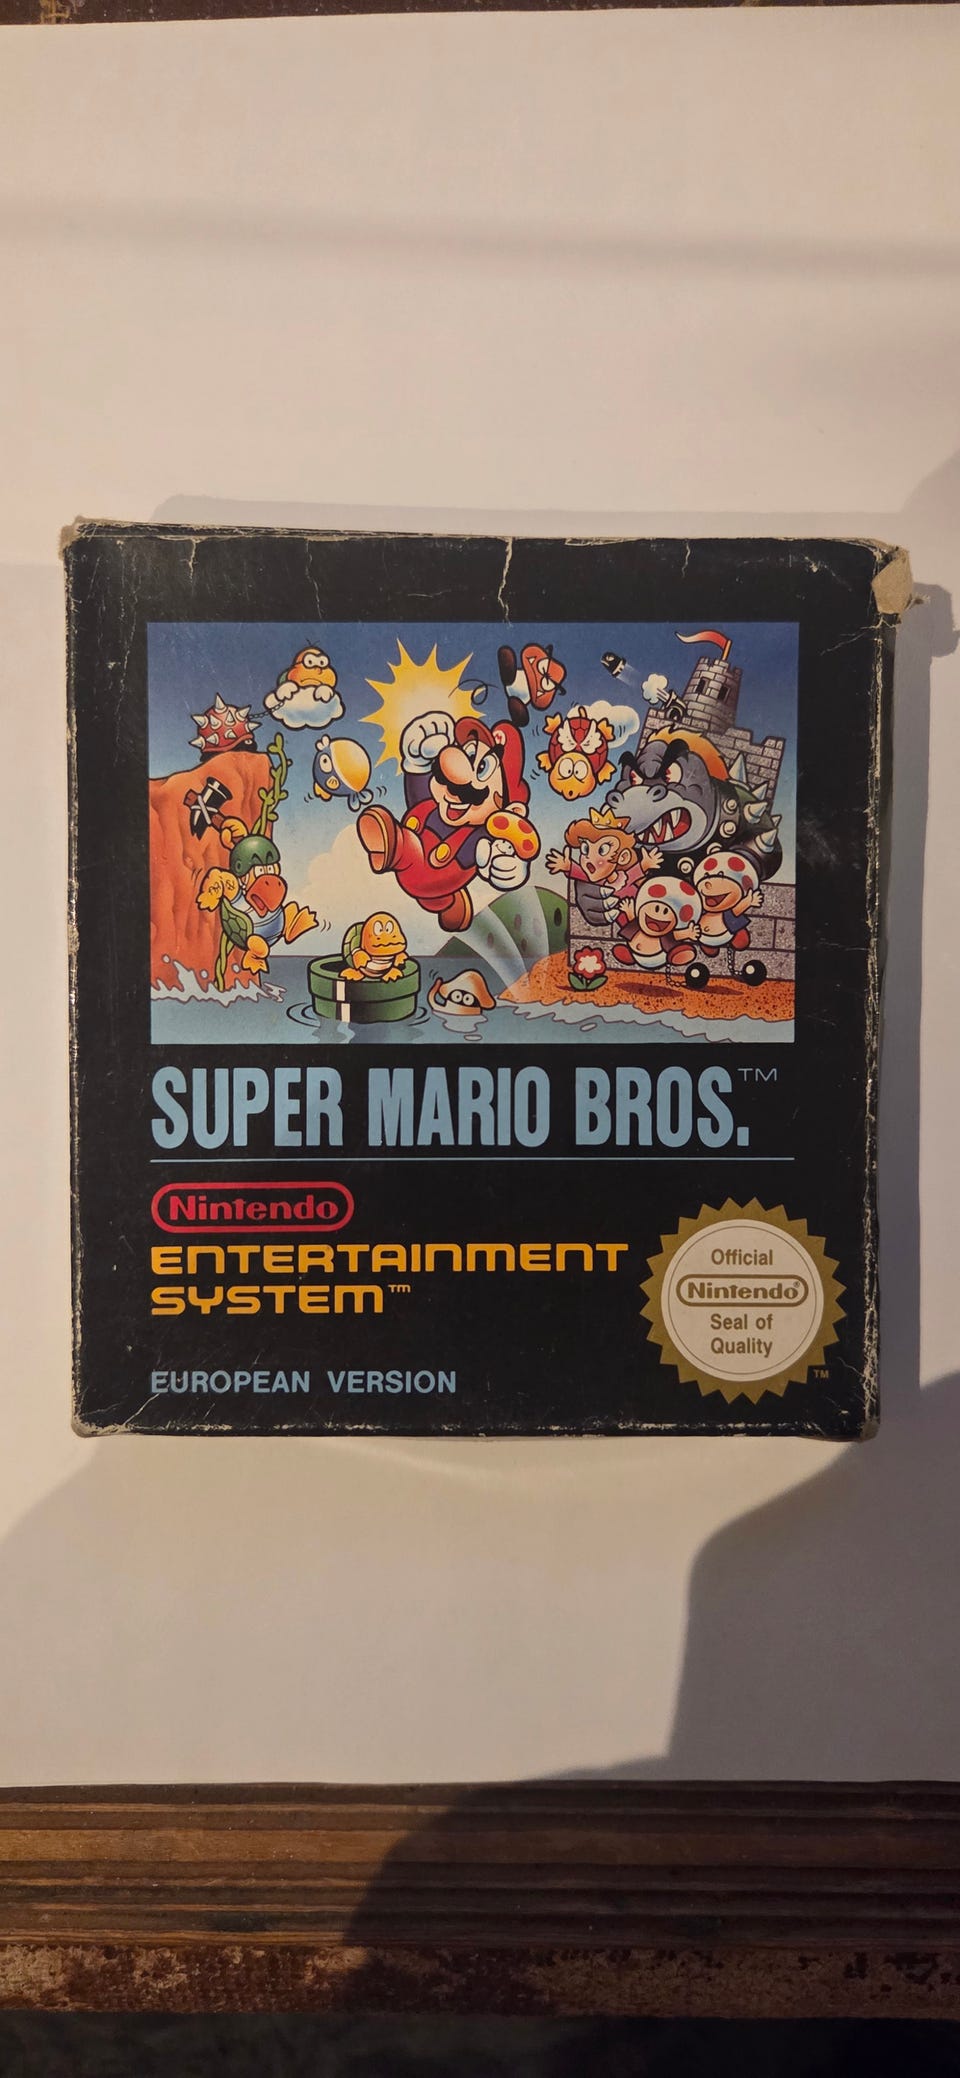 SUPER MARIO BROS.™
Nintendo
ENTERTAINMENT
SYSTEM™
EUROPEAN VERSION
Official
Nintendo®
Seal of
Quality
TM